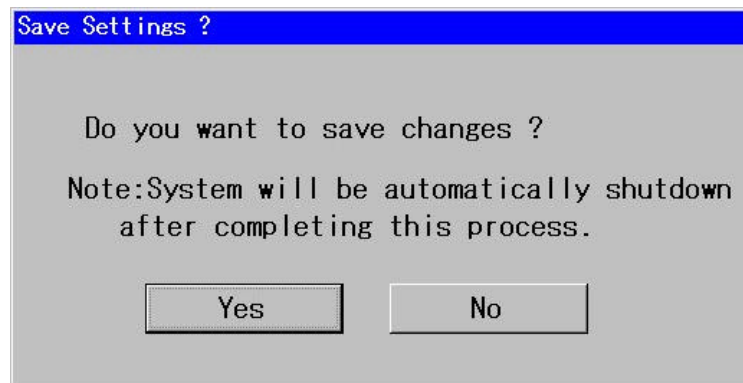 Save Settings ?
Do you want to save changes ?
Note:System will be automatically shutdown
after completing this process.
Yes
No